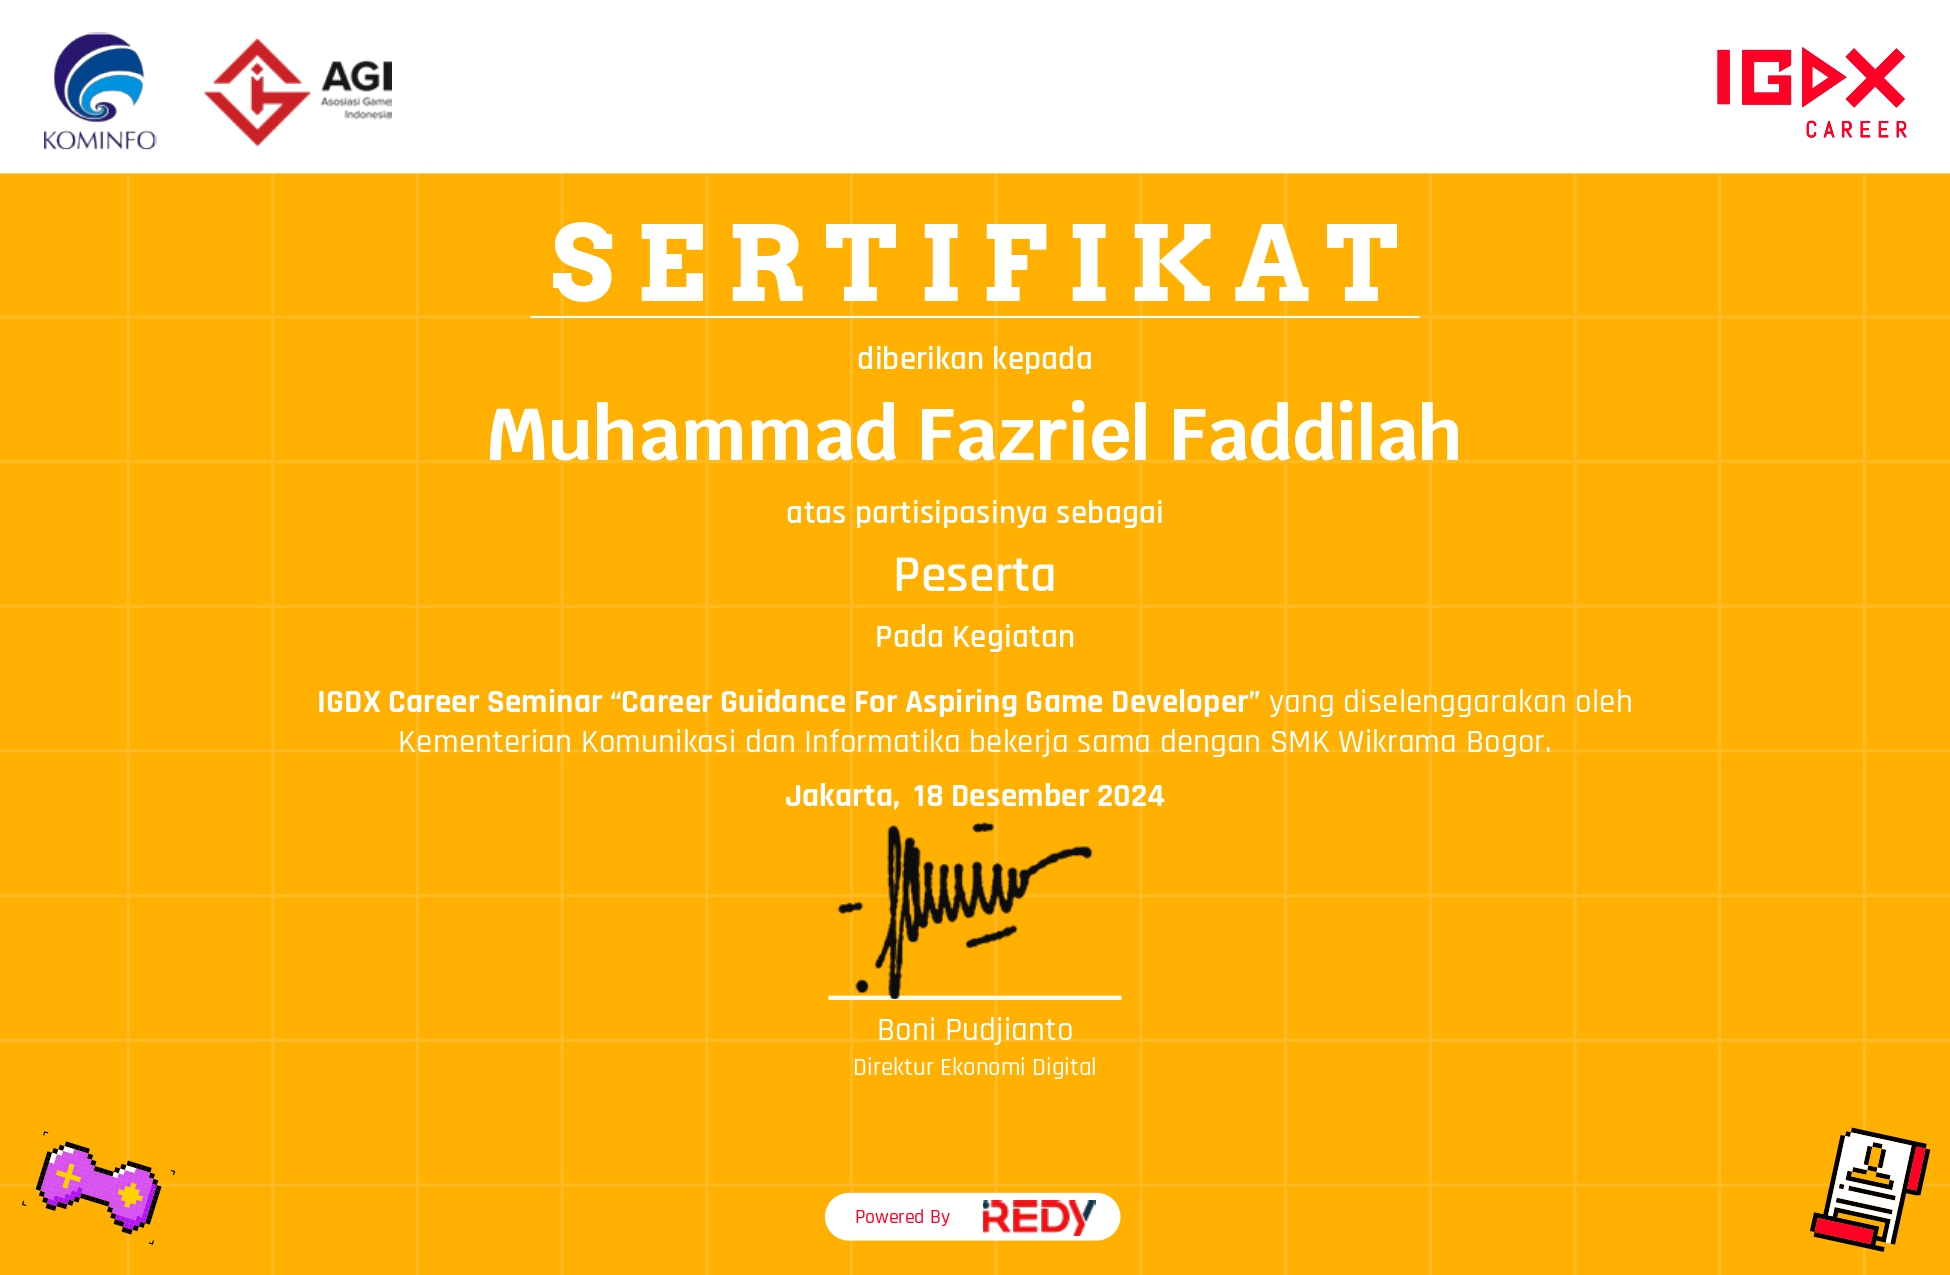 KOMINFO
AGI
Asosiasi Game
Indonesia
IGDX
CAREER
SERTIFIKAT
diberikan kepada
Muhammad Fazriel Faddilah
atas partisipasinya sebagai
Peserta
Pada Kegiatan
IGDX Career Seminar “Career Guidance For Aspiring Game Developer” yang diselenggarakan oleh
Kementerian Komunikasi dan Informatika bekerja sama dengan SMK Wikrama Bogor.
Jakarta, 18 Desember 2024
Boni Pudjianto
Direktur Ekonomi Digital
Powered By REDY